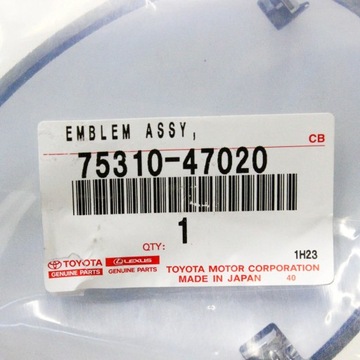 EMBLEM ASSY,
CB
75310-47020
QTY: 1
1H23
TOYOTA LEXUS
GENUINE PARTS GENUINE PARTS
TOYOTA MOTOR CORPORATION
MADE IN JAPAN 40